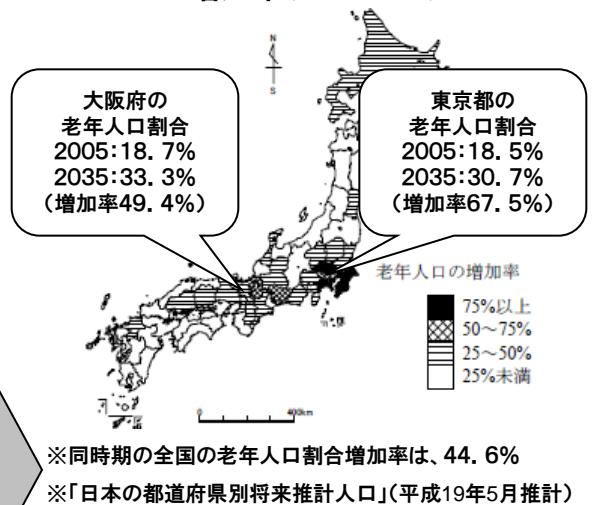 N
S
大阪府の
老年人口割合
2005:18.7%
2035:33.3%
(増加率49.4%)
東京都の
老年人口割合
2005:18.5%
2035:30.7%
(増加率67.5%)
老年人口の増加率
75%以上
50~75%
25~50%
25%未満
0
400km
※同時期の全国の老年人口割合増加率は、44.6%
※「日本の都道府県別将来推計人口」(平成19年5月推計)